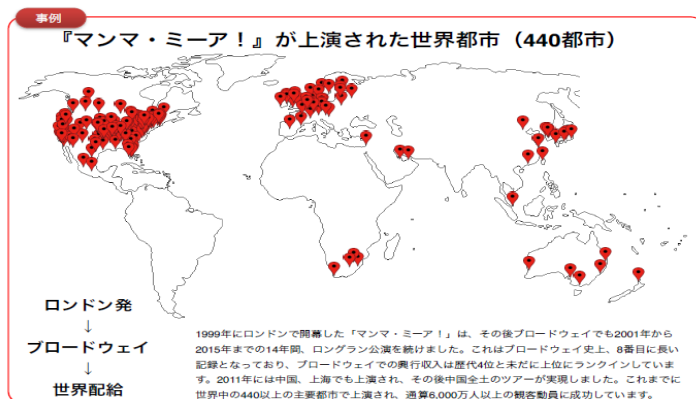 事例
『マンマ・ミーア！』が上演された世界都市（440都市）
ロンドン発
↓
ブロードウェイ
↓
世界配給
1999年にロンドンで開幕した「マンマ・ミーア！」は、その後ブロードウェイでも2001年から
2015年までの14年間、ロングラン公演を続けました。これはブロードウェイ史上、8番目に長い
記録となっており、ブロードウェイでの興行収入は歴代4位と未だに上位にランクインしていま
す。2011年には中国、上海でも上演され、その後中国全土のツアーが実現しました。これまでに
世界中の440以上の主要都市で上演され、通算6,000万人以上の観客動員に成功しています。